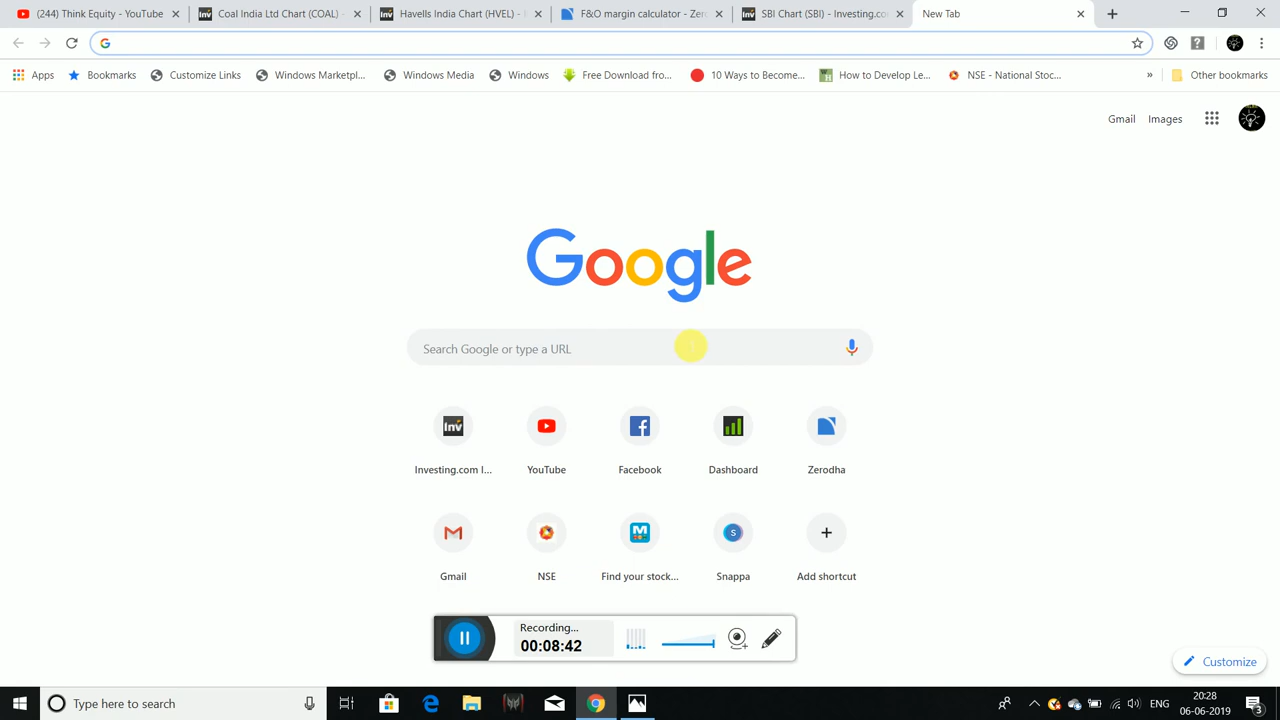 (244) Think Equity - YouTube
Coal India Ltd Chart (COAL) -
Havells India Chart (HVEL) -
F&O margin calculator - Zer
SBI Chart (SBI) - Investing.co
New Tab
Apps
Bookmarks
Customize Links
Windows Marketpl...
Windows Media
Windows
Free Download fro...
10 Ways to Become...
How to Develop Le...
NSE - National Stoc...
»
Other bookmarks
Gmail
Images
Google
Search Google or type a URL
Inv
Investing.com I...
YouTube
Facebook
Dashboard
Zerodha
Gmail
NSE
Find your stock...
Snappa
Add shortcut
Recording...
00:08:42
Customize
Type here to search
ENG
20:28
06-06-2019
3